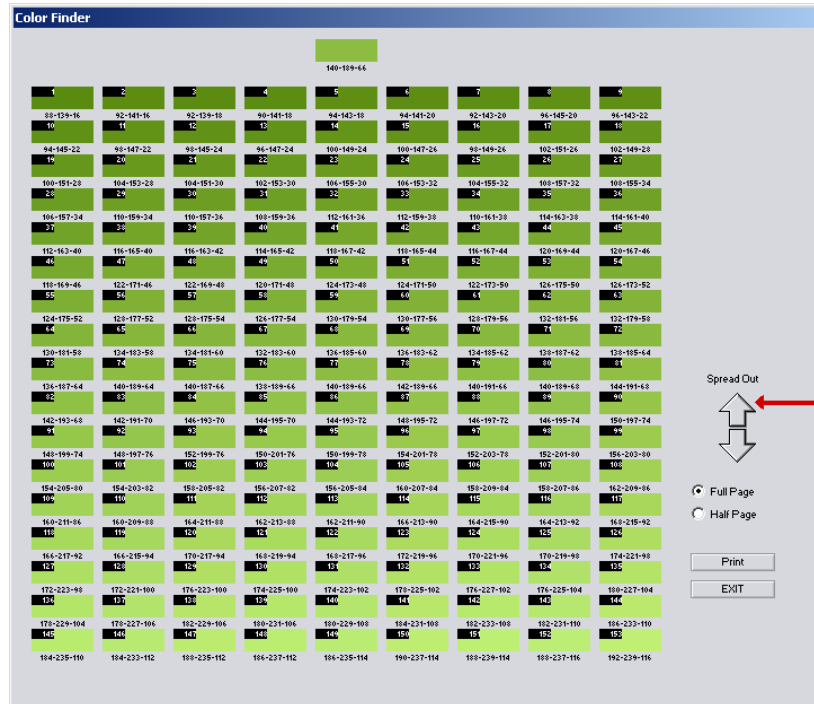 Color Finder
140-189-66
1 2 3 4 5 6 7 8 9
88-139-16 92-141-16 92-139-18 90-141-18 94-143-18 94-141-20 92-143-20 96-145-20 96-143-22
10 11 12 13 14 15 16 17 18
94-145-22 98-147-22 98-145-24 96-147-24 100-149-24 100-147-26 98-149-26 102-151-26 102-149-28
19 20 21 22 23 24 25 26 27
100-151-28 104-153-28 104-151-30 102-153-30 106-155-30 106-153-32 104-155-32 108-157-32 108-155-34
28 29 30 31 32 33 34 35 36
106-157-34 110-159-34 110-157-36 108-159-36 112-161-36 112-159-38 110-161-38 114-163-38 114-161-40
37 38 39 40 41 42 43 44 45
112-163-40 116-165-40 116-163-42 114-165-42 118-167-42 118-165-44 116-167-44 120-169-44 120-167-46
46 47 48 49 50 51 52 53 54
118-169-46 122-171-46 122-169-48 120-171-48 124-173-48 124-171-50 122-173-50 126-175-50 126-173-52
55 56 57 58 59 60 61 62 63
124-175-52 128-177-52 128-175-54 126-177-54 130-179-54 130-177-56 128-179-56 132-181-56 132-179-58
64 65 66 67 68 69 70 71 72
130-181-58 134-183-58 134-181-60 132-183-60 136-185-60 136-183-62 134-185-62 138-187-62 138-185-64
73 74 75 76 77 78 79 80 81
136-187-64 140-189-64 140-187-66 138-189-66 140-189-66 142-189-66 140-191-66 140-189-68 144-191-68
82 83 84 85 86 87 88 89 90
142-193-68 142-191-70 146-193-70 144-195-70 144-193-72 148-195-72 146-197-72 146-195-74 150-197-74
91 92 93 94 95 96 97 98 99
148-199-74 148-197-76 152-199-76 150-201-76 150-199-78 154-201-78 152-203-78 152-201-80 156-203-80
100 101 102 103 104 105 106 107 108
154-205-80 154-203-82 158-205-82 156-207-82 156-205-84 160-207-84 158-209-84 158-207-86 162-209-86
109 110 111 112 113 114 115 116 117
160-211-86 160-209-88 164-211-88 162-213-88 162-211-90 166-213-90 164-215-90 164-213-92 168-215-92
118 119 120 121 122 123 124 125 126
166-217-92 166-215-94 170-217-94 168-219-94 168-217-96 172-219-96 170-221-96 170-219-98 174-221-98
127 128 129 130 131 132 133 134 135
172-223-98 172-221-100 176-223-100 174-225-100 174-223-102 178-225-102 176-227-102 176-225-104 180-227-104
136 137 138 139 140 141 142 143 144
178-229-104 178-227-106 182-229-106 180-231-106 180-229-108 184-231-108 182-233-108 182-231-110 186-233-110
145 146 147 148 149 150 151 152 153
184-235-110 184-233-112 188-235-112 186-237-112 186-235-114 190-237-114 188-239-114 188-237-116 192-239-116
Spread Out
Full Page
Half Page
Print
EXIT